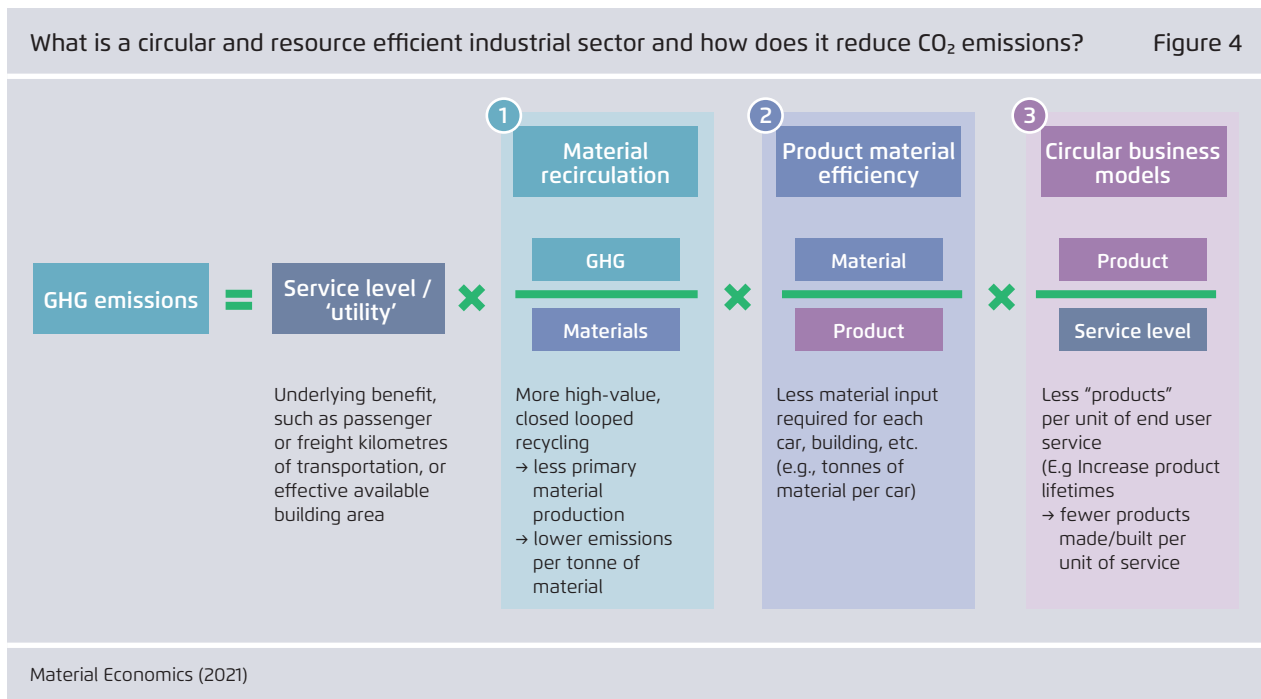 What is a circular and resource efficient industrial sector and how does it reduce CO₂ emissions?
Figure 4
GHG emissions
=
Service level /
‘utility’
×
1
Material
recirculation
GHG
Materials
×
2
Product material
efficiency
Material
Product
×
3
Circular business
models
Product
Service level
Underlying benefit,
such as passenger
or freight kilometres
of transportation, or
effective available
building area
More high-value,
closed looped
recycling
→ less primary
material
production
→ lower emissions
per tonne of
material
Less material input
required for each
car, building, etc.
(e.g., tonnes of
material per car)
Less “products”
per unit of end user
service
(E.g Increase product
lifetimes
→ fewer products
made/built per
unit of service
Material Economics (2021)